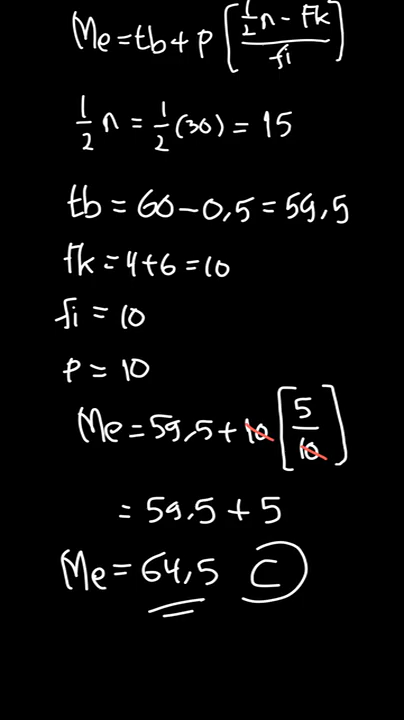 Me = tb + p [ (1/2 n - fk) / fi ]
1/2 n = 1/2 (30) = 15
tb = 60 - 0,5 = 59,5
fk = 4+6 = 10
fi = 10
p = 10
Me = 59,5 + 10 [ 5/10 ]
= 59.5 + 5
Me = 64,5 C